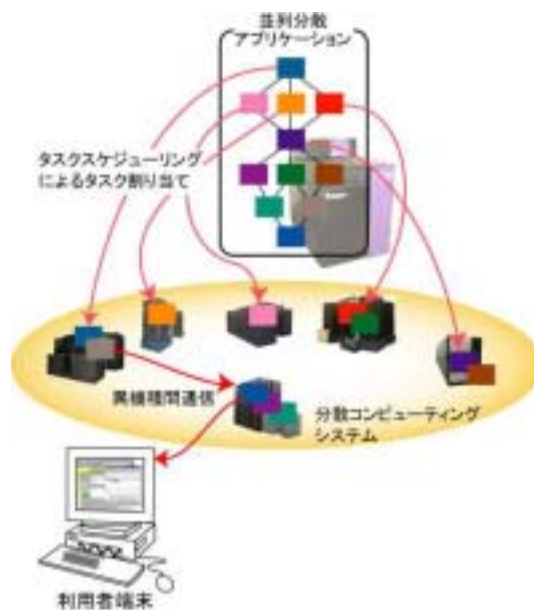 並列分散
アプリケーション
タスクスケジューリング
によるタスク割り当て
異機種間通信
分散コンピューティング
システム
利用者端末